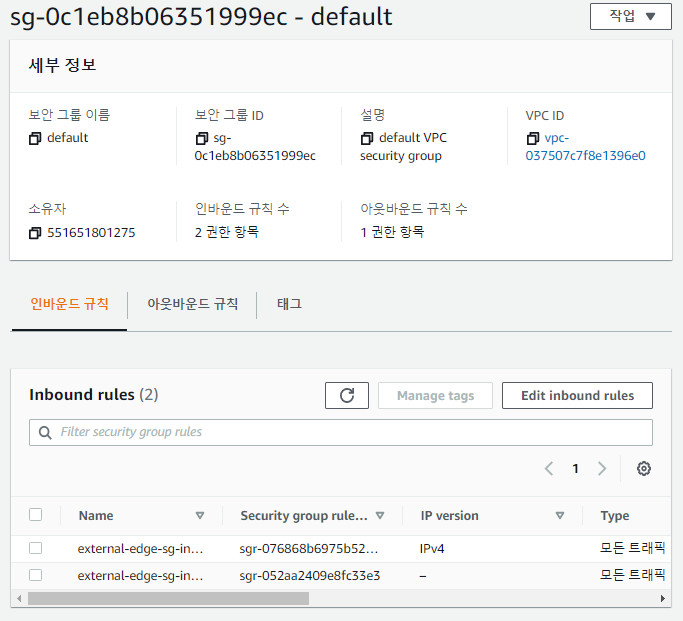 sg-0c1eb8b06351999ec - default
작업
세부 정보
보안 그룹 이름
default
보안 그룹 ID
sg-
0c1eb8b06351999ec
설명
default VPC
security group
VPC ID
vpc-
037507c7f8e1396e0
소유자
551651801275
인바운드 규칙 수
2 권한 항목
아웃바운드 규칙 수
1 권한 항목
인바운드 규칙
아웃바운드 규칙
태그
Inbound rules (2)
Manage tags
Edit inbound rules
Filter security group rules
1
Name
Security group rule...
IP version
Type
external-edge-sg-in...
sgr-076868b6975b52...
IPv4
모든 트래픽
external-edge-sg-in...
sgr-052aa2409e8fc33e3
–
모든 트래픽